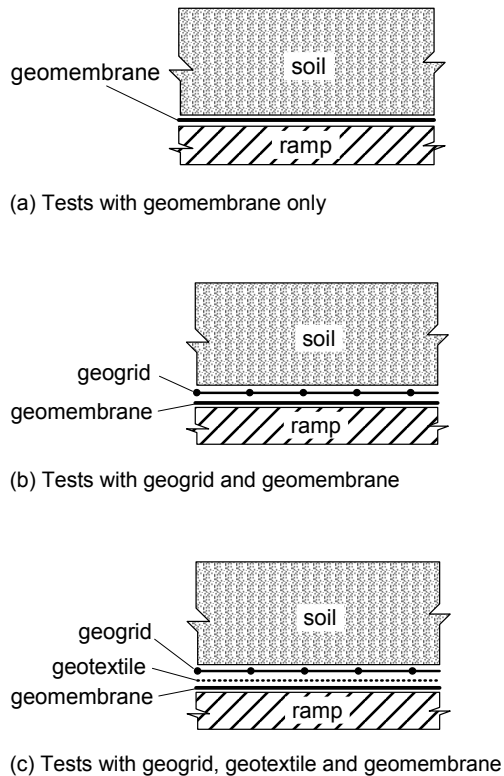 soil
geomembrane
ramp
(a) Tests with geomembrane only
soil
geogrid
geomembrane
ramp
(b) Tests with geogrid and geomembrane
soil
geogrid
geotextile
geomembrane
ramp
(c) Tests with geogrid, geotextile and geomembrane